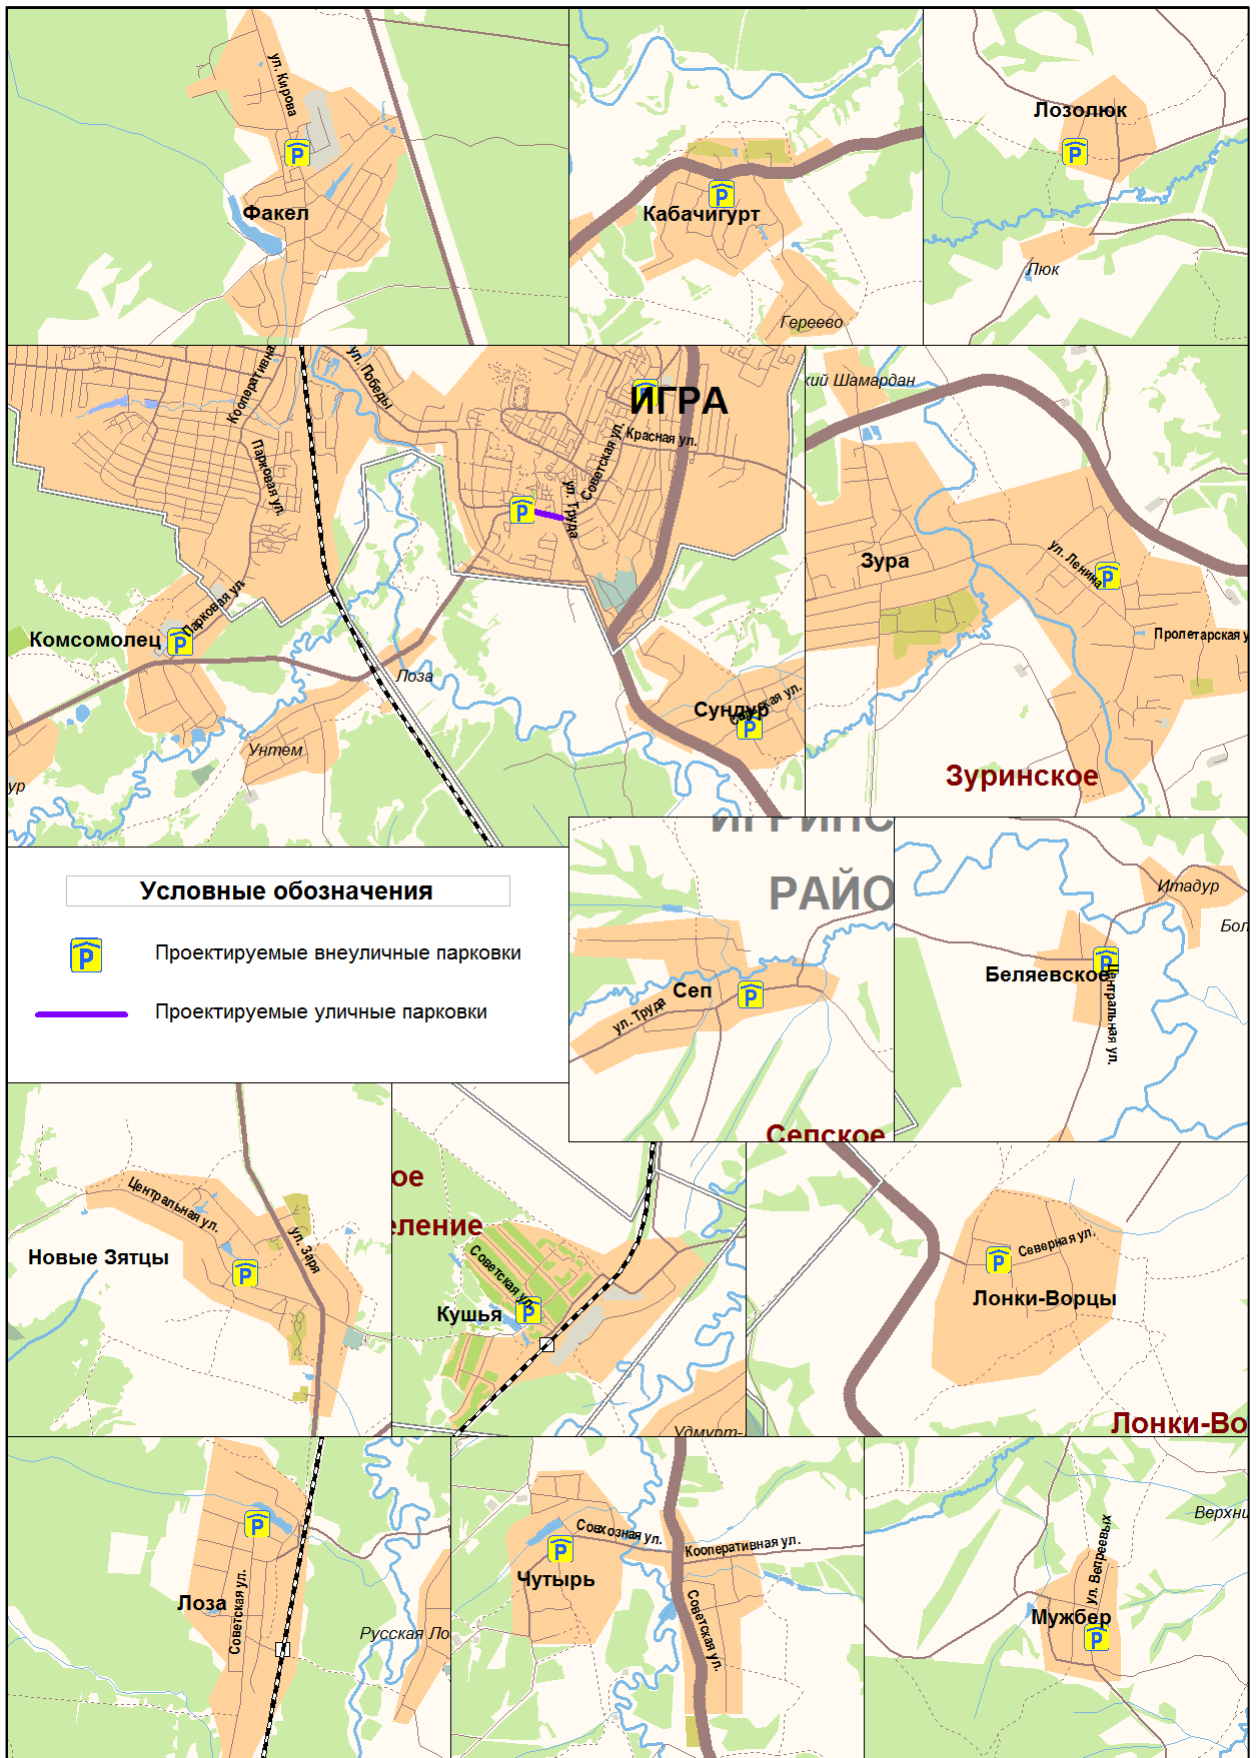 ул. Кирова
Факел
Кабачигурт
Гереево
Лозолюк
Люк
Кооперативна
ул. Победы
ИГРА
Красная ул.
Советская ул.
ул. Труда
Парковая ул.
Парковая ул.
Комсомолец
Лоза
Унтем
ур
Сундур
кий Шамардан
Зура
ул. Ленина
Пролетарская у
Зуринское
Условные обозначения
Проектируемые внеуличные парковки
Проектируемые уличные парковки
РАЙО
Сеп
ул. Труда
Сепское
Итадур
Бол
Беляевское
Центральная ул.
Центральная ул.
ул. Заря
Новые Зятцы
ое
еление
Советская ул.
Кушья
Удмурт-
Северная ул.
Лонки-Ворцы
Лонки-Во
Лоза
Советская ул.
Русская Ло
Совхозная ул.
Кооперативная ул.
Чутырь
Советская ул.
Верхни
ул. Вепреевых
Мужбер